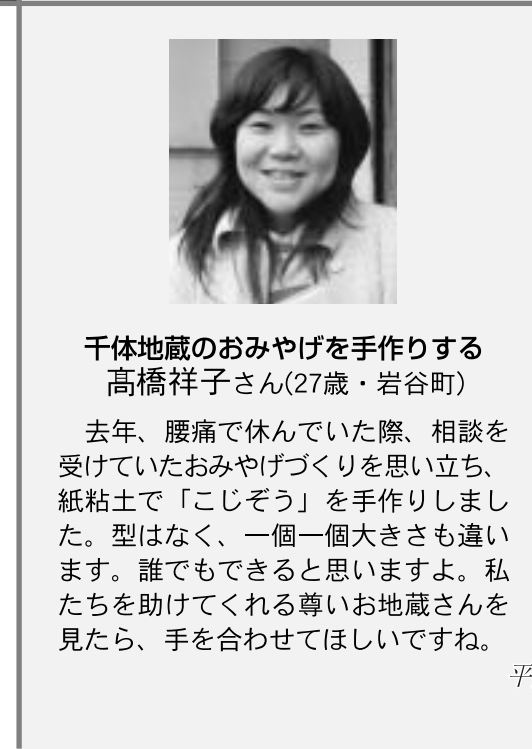 千体地蔵のおみやげを手作りする
髙橋祥子さん(27歳・岩谷町)
去年、腰痛で休んでいた際、相談を
受けていたおみやげづくりを思い立ち、
紙粘土で「こじぞう」を手作りしまし
た。型はなく、一個一個大きさも違い
ます。誰でもできると思いますよ。私
たちを助けてくれる尊いお地蔵さんを
見たら、手を合わせてほしいですね。
平